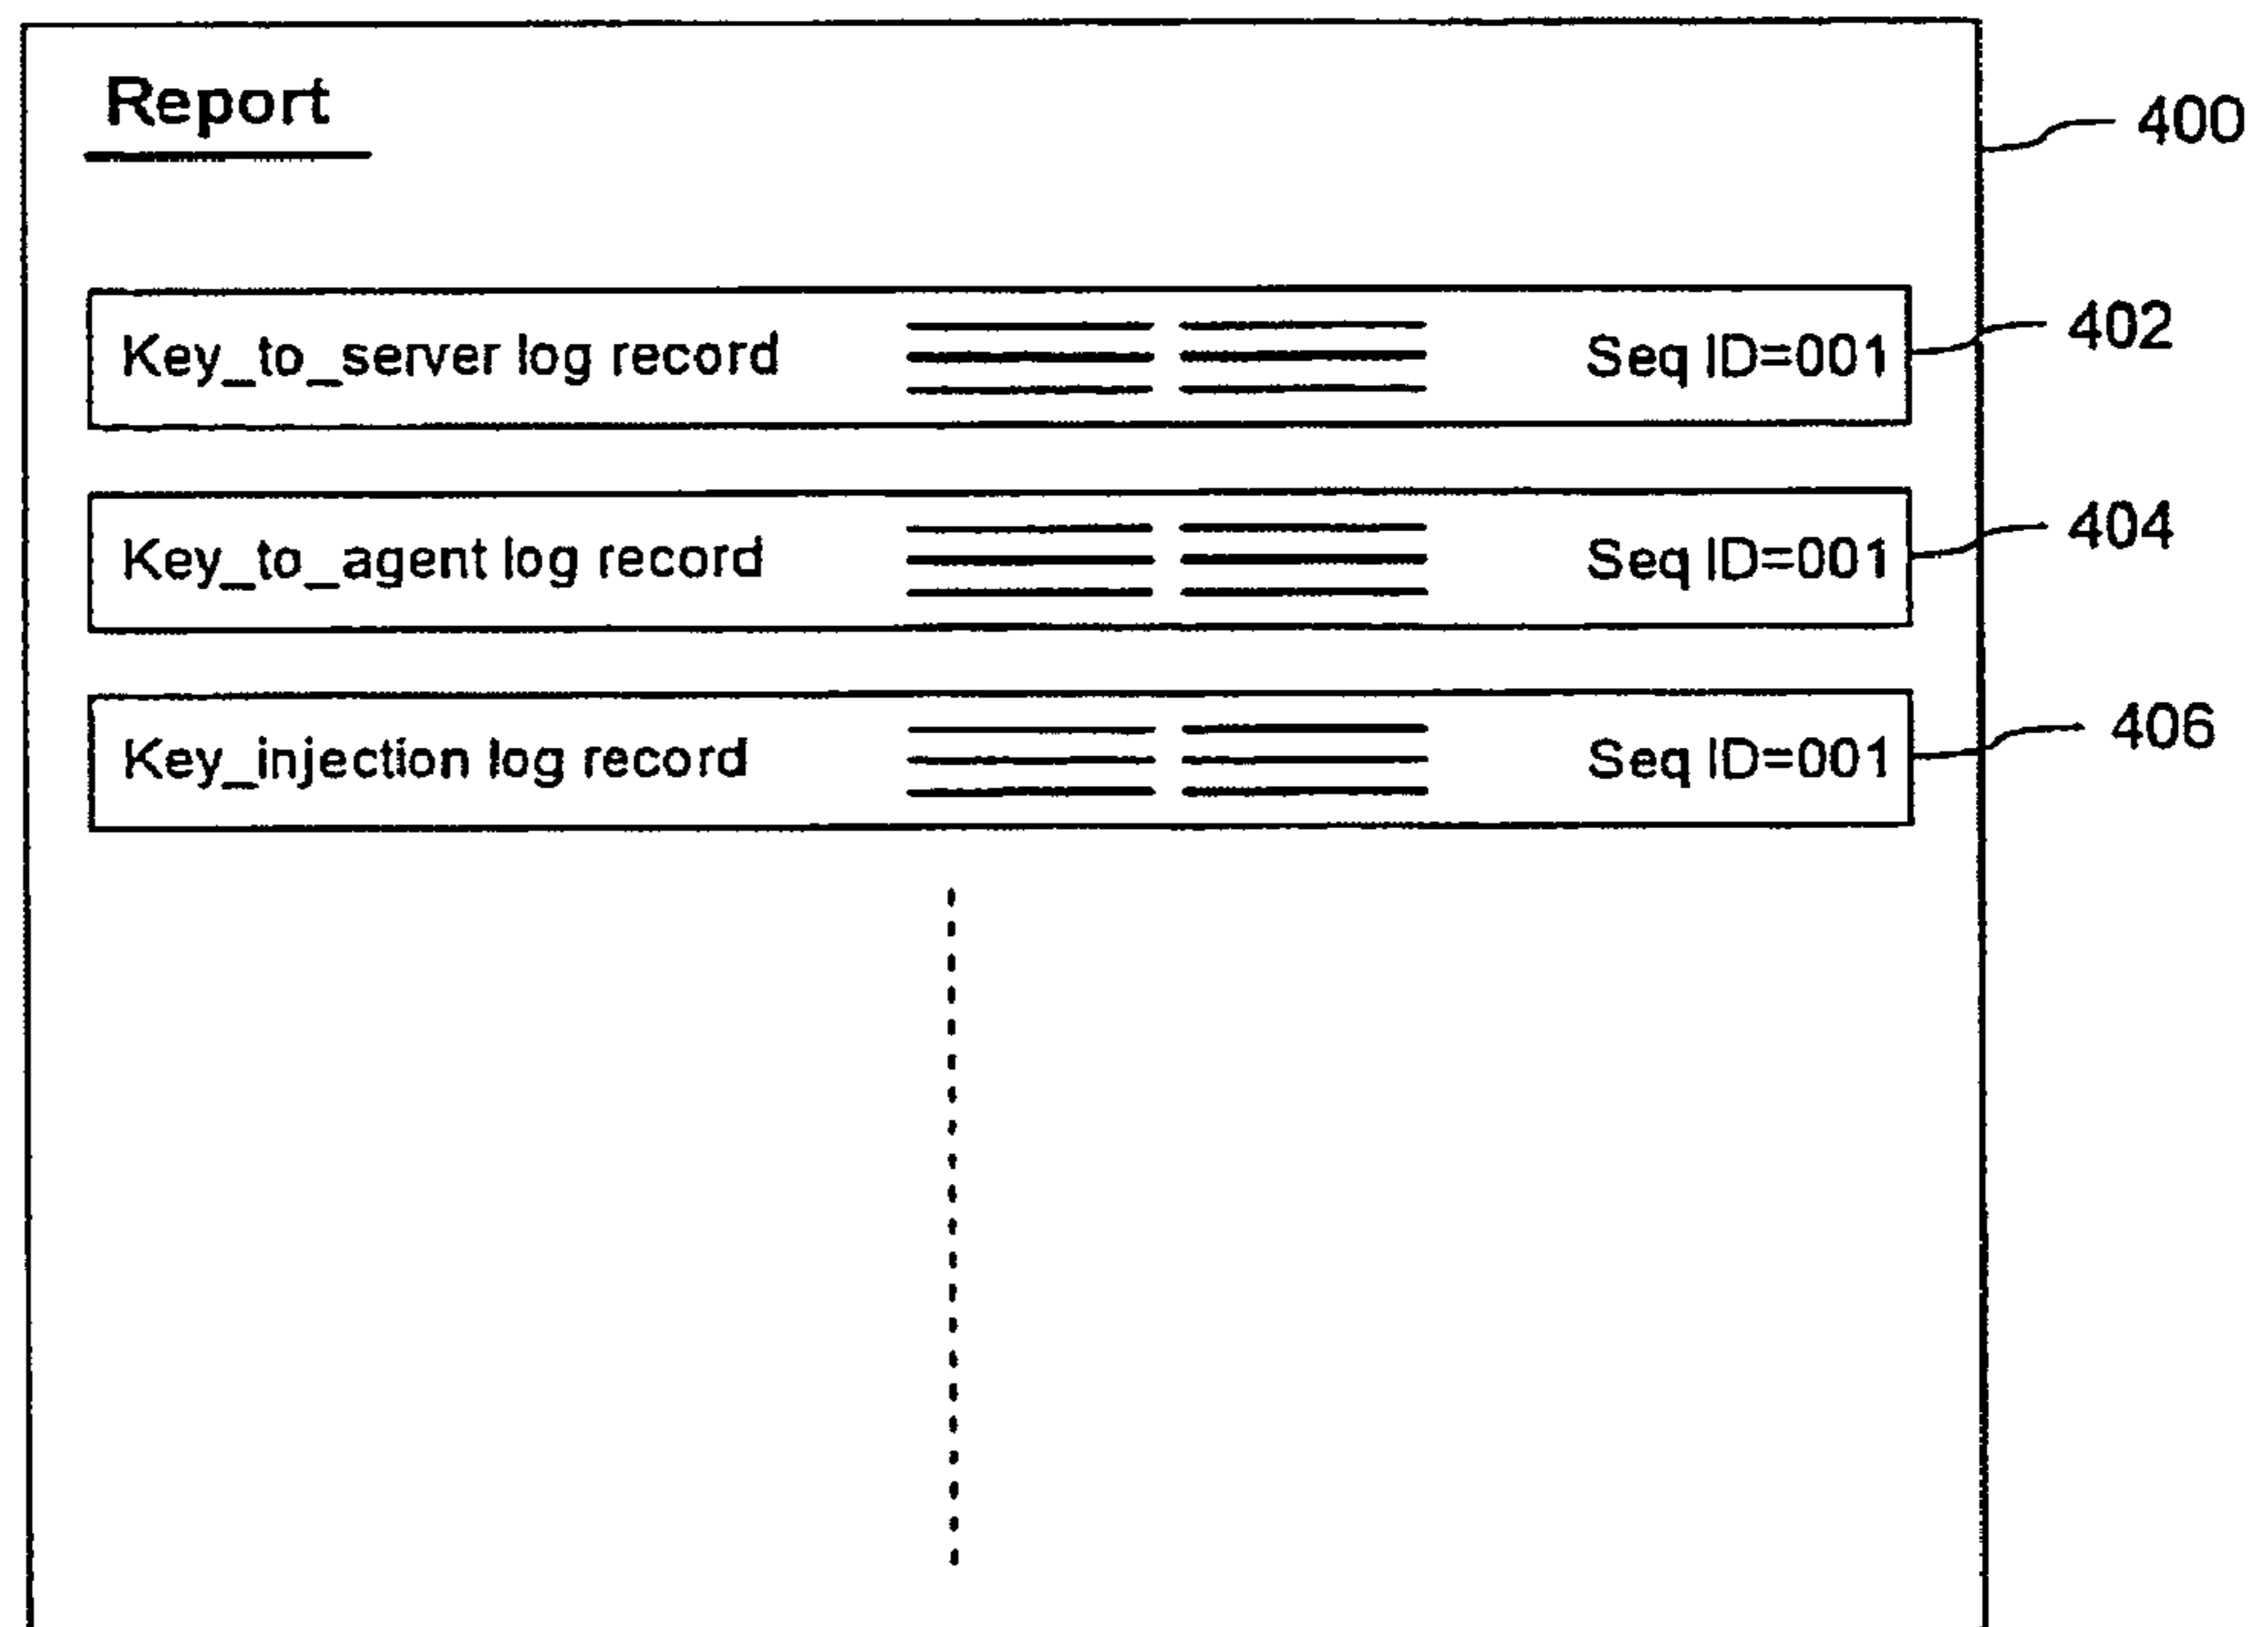 Report
400
Key_to_server log record Seq ID=001 402
Key_to_agent log record Seq ID=001 404
Key_injection log record Seq ID=001 406